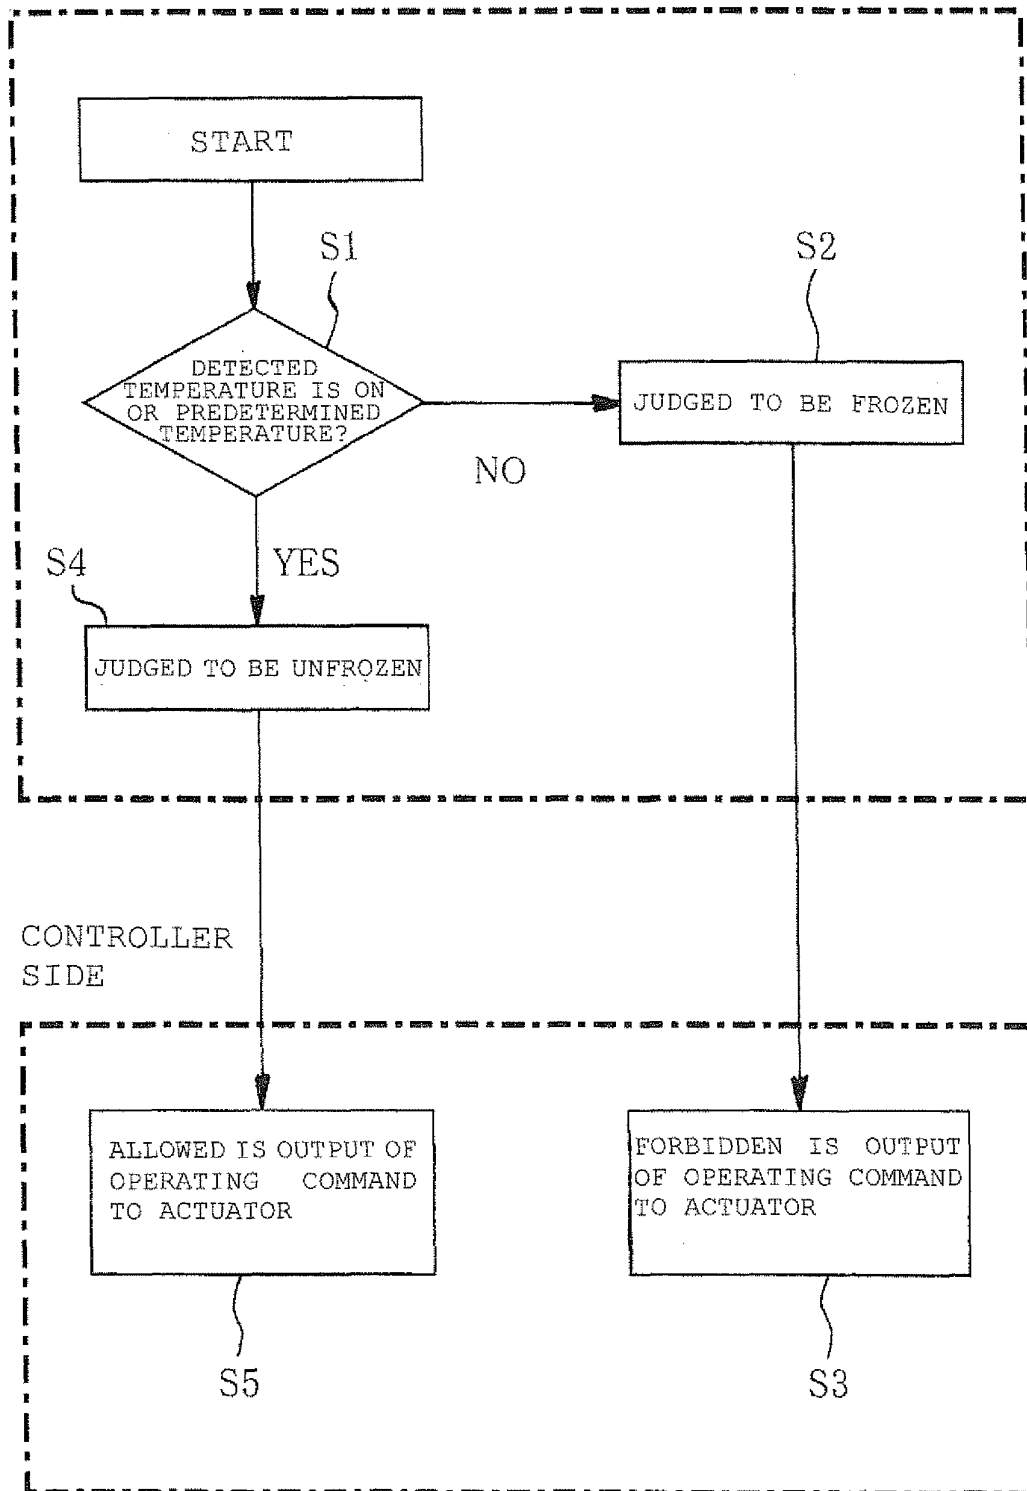 START
S1
S2
DETECTED
TEMPERATURE IS ON
OR PREDETERMINED
TEMPERATURE?
JUDGED TO BE FROZEN
NO
YES
S4
JUDGED TO BE UNFROZEN
CONTROLLER
SIDE
ALLOWED IS OUTPUT OF
OPERATING COMMAND
TO ACTUATOR
FORBIDDEN IS OUTPUT
OF OPERATING COMMAND
TO ACTUATOR
S5
S3